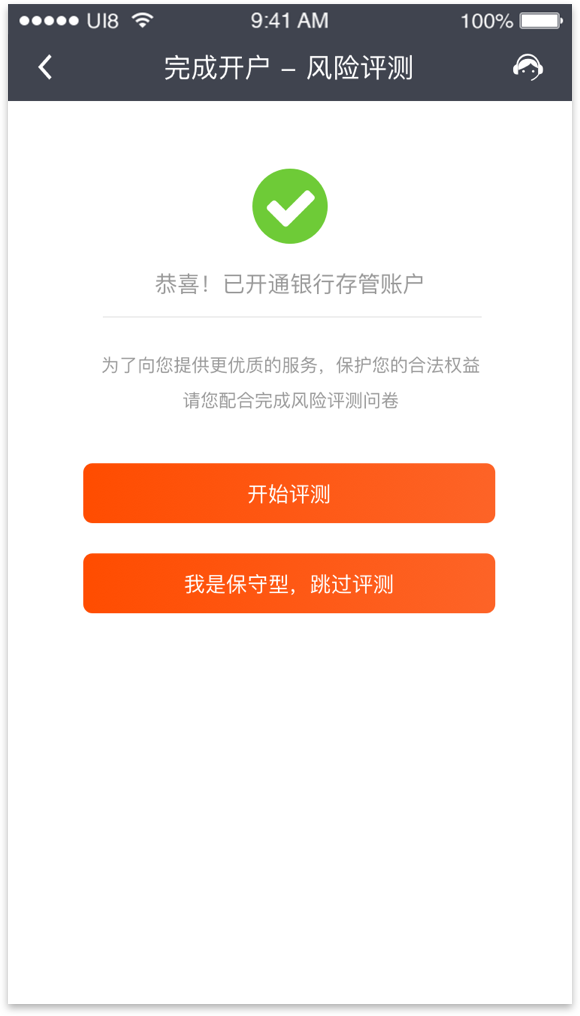 UI8 9:41 AM 100%
完成开户 – 风险评测
恭喜！已开通银行存管账户
为了向您提供更优质的服务，保护您的合法权益
请您配合完成风险评测问卷
开始评测
我是保守型，跳过评测